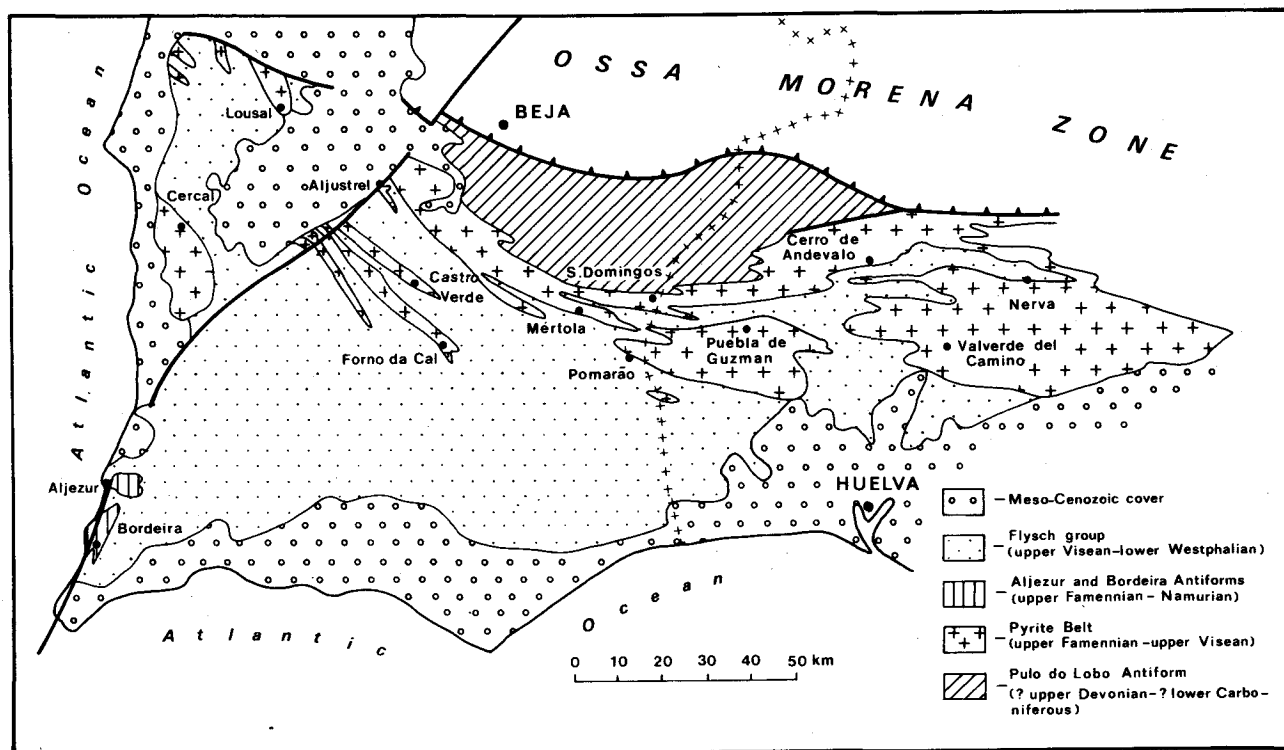 OSSA MORENA ZONE
Atlantic Ocean
BEJA
Lousal
Aljustrel
Cercal
Cerro de
Andevalo
S. Domingos
Castro
Verde
Nerva
Mértola
Puebla de
Guzman
Valverde del
Camino
Forno da Cal
Pomarão
Aljezur
HUELVA
Bordeira
Atlantic Ocean
0 10 20 30 40 50 km
–Meso-Cenozoic cover
–Flysch group
(upper Visean–lower Westphalian)
–Aljezur and Bordeira Antiforms
(upper Famennian–Namurian)
–Pyrite Belt
(upper Famennian–upper Visean)
–Pulo do Lobo Antiform
(? upper Devonian–? lower Carbo-
niferous)